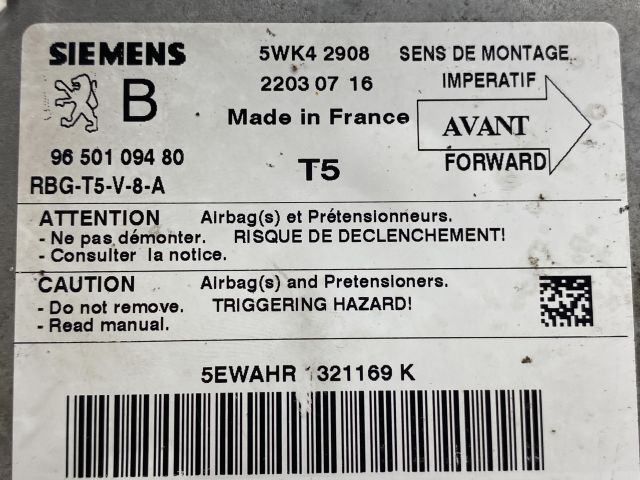 SIEMENS 5WK4 2908 SENS DE MONTAGE
B 2203 07 16 IMPERATIF
Made in France AVANT
96 501 094 80 T5 FORWARD
RBG-T5-V-8-A
ATTENTION Airbag(s) et Prétensionneurs.
- Ne pas démonter. RISQUE DE DECLENCHEMENT!
- Consulter la notice.
CAUTION Airbag(s) and Pretensioners.
- Do not remove. TRIGGERING HAZARD!
- Read manual.
5EWAHR 1321169 K